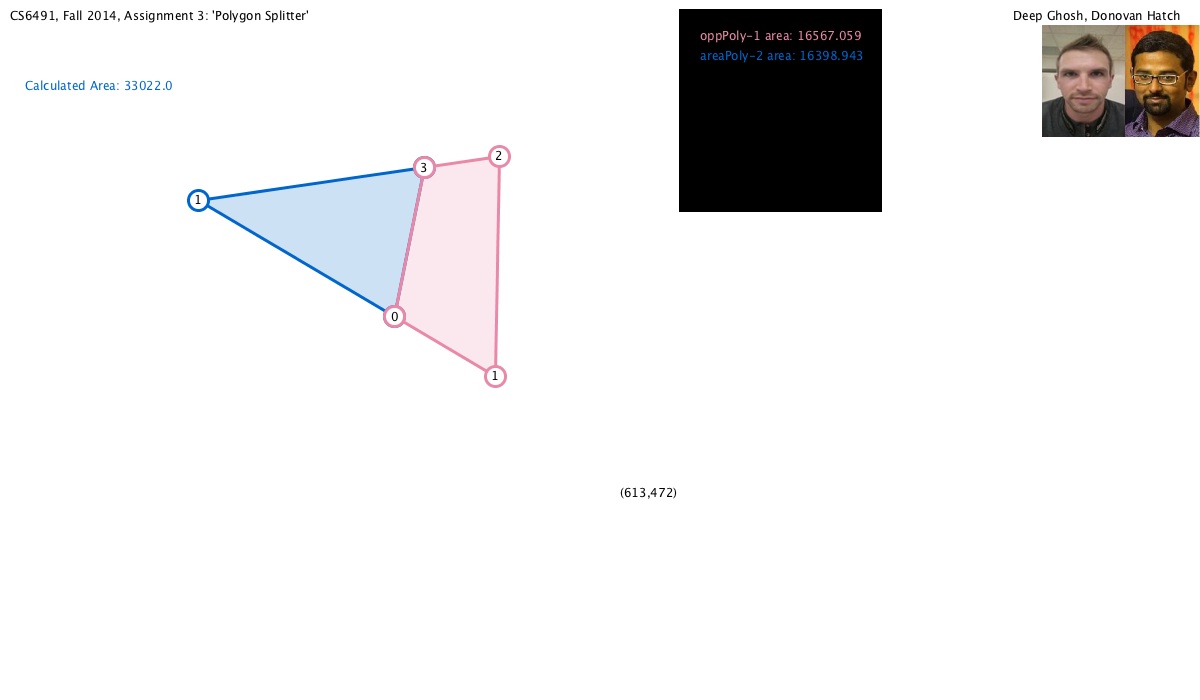 CS6491, Fall 2014, Assignment 3: 'Polygon Splitter'
Deep Ghosh, Donovan Hatch
oppPoly-1 area: 16567.059
areaPoly-2 area: 16398.943
Calculated Area: 33022.0
2
3
1
0
1
(613,472)